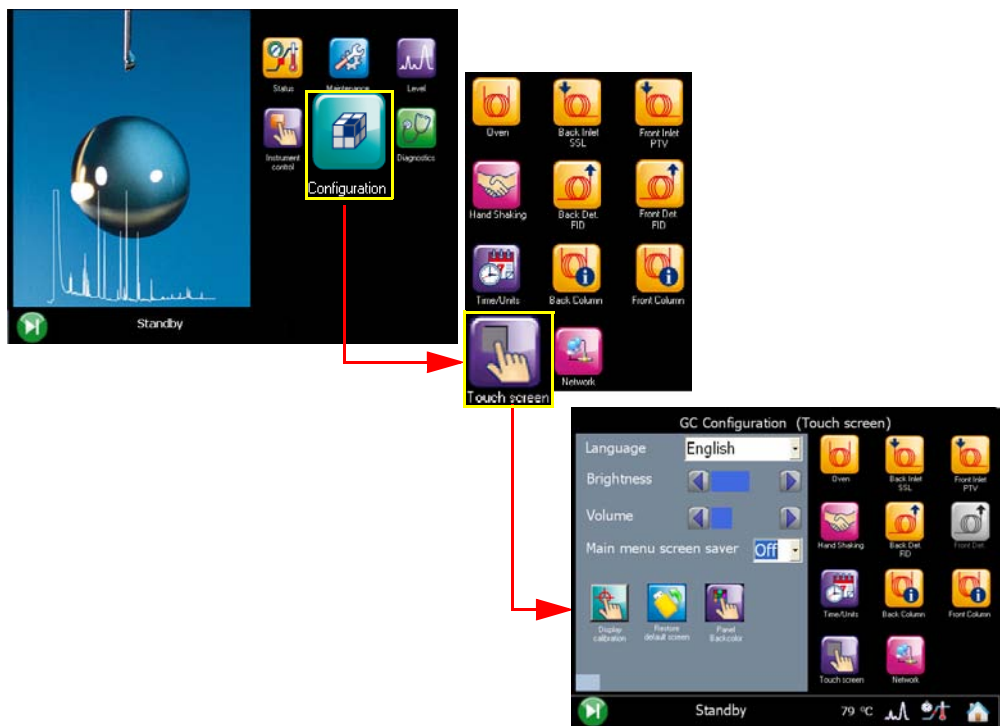 Status
Maintenance
Level
Instrument
control
Configuration
Diagnostics
Standby
Oven
Back Inlet
SSL
Front Inlet
PTV
Hand Shaking
Back Det.
FID
Front Det.
FID
Time/Units
Back Column
Front Column
Touch screen
Network
GC Configuration (Touch screen)
Language
English
Brightness
Volume
Main menu screen saver
Off
Display
calibration
Restore
default screen
Panel
Backcolor
Oven
Back Inlet
SSL
Front Inlet
PTV
Hand Shaking
Back Det.
FID
Front Det.
Time/Units
Back Column
Front Column
Touch screen
Network
Standby
79 °C